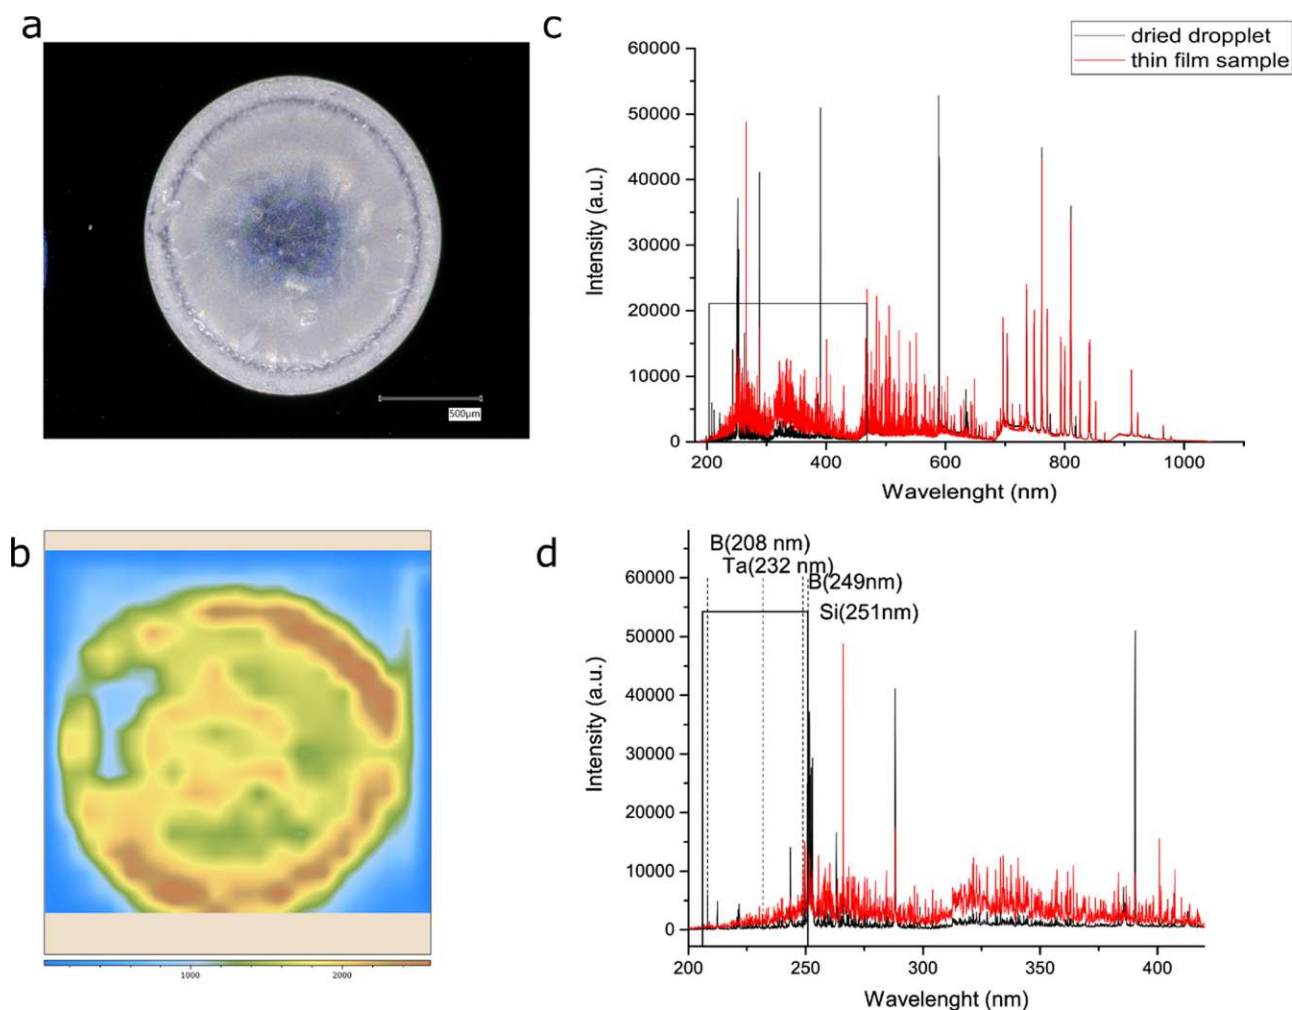 a
500µm
b
1000
2000
c
dried dropplet
thin film sample
60000
50000
40000
30000
20000
10000
0
Intensity (a.u.)
200
400
600
800
1000
Wavelenght (nm)
d
B(208 nm)
Ta(232 nm)
B(249nm)
Si(251nm)
60000
50000
40000
30000
20000
10000
0
Intensity (a.u.)
200
250
300
350
400
Wavelenght (nm)